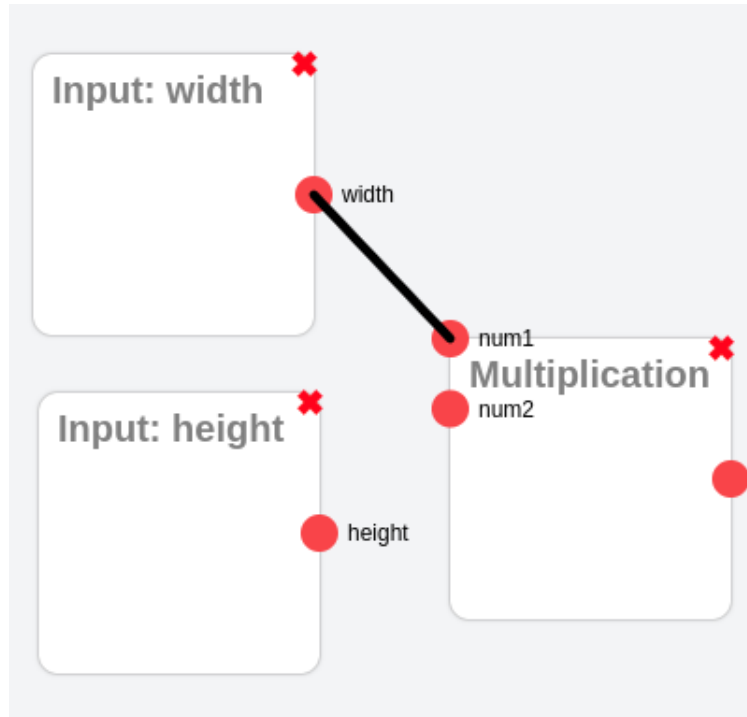 Input: width
width
num1
Multiplication
num2
Input: height
height